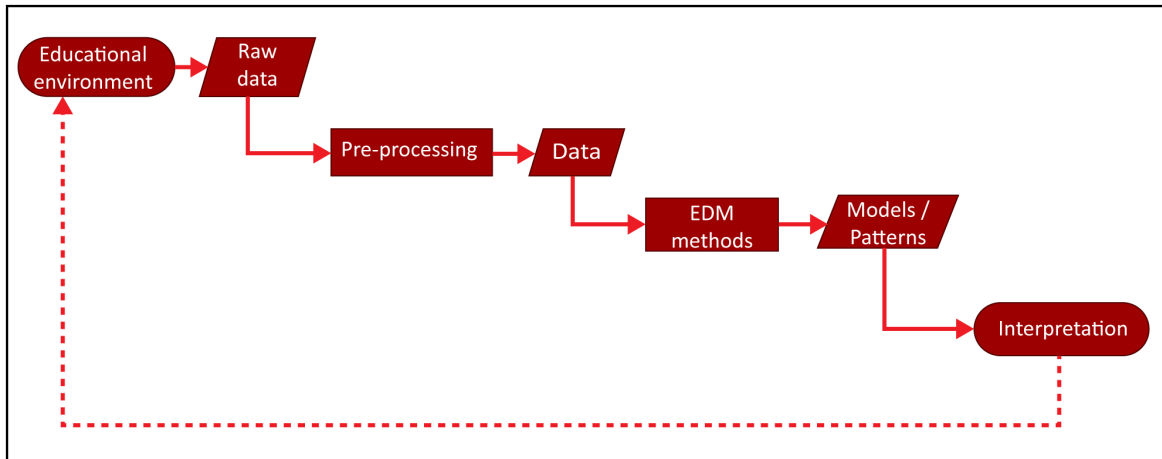 Educational
environment
Raw
data
Pre-processing
Data
EDM
methods
Models /
Patterns
Interpretation